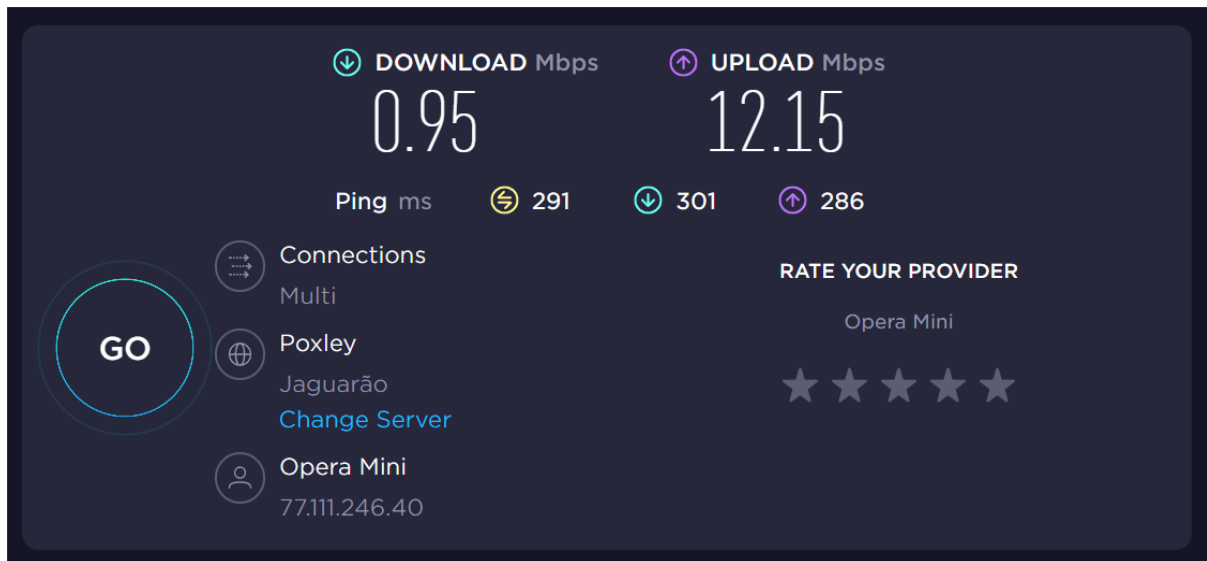 DOWNLOAD Mbps
0.95
UPLOAD Mbps
12.15
Ping ms 291 301 286
GO
Connections
Multi
Poxley
Jaguarão
Change Server
Opera Mini
77.111.246.40
RATE YOUR PROVIDER
Opera Mini